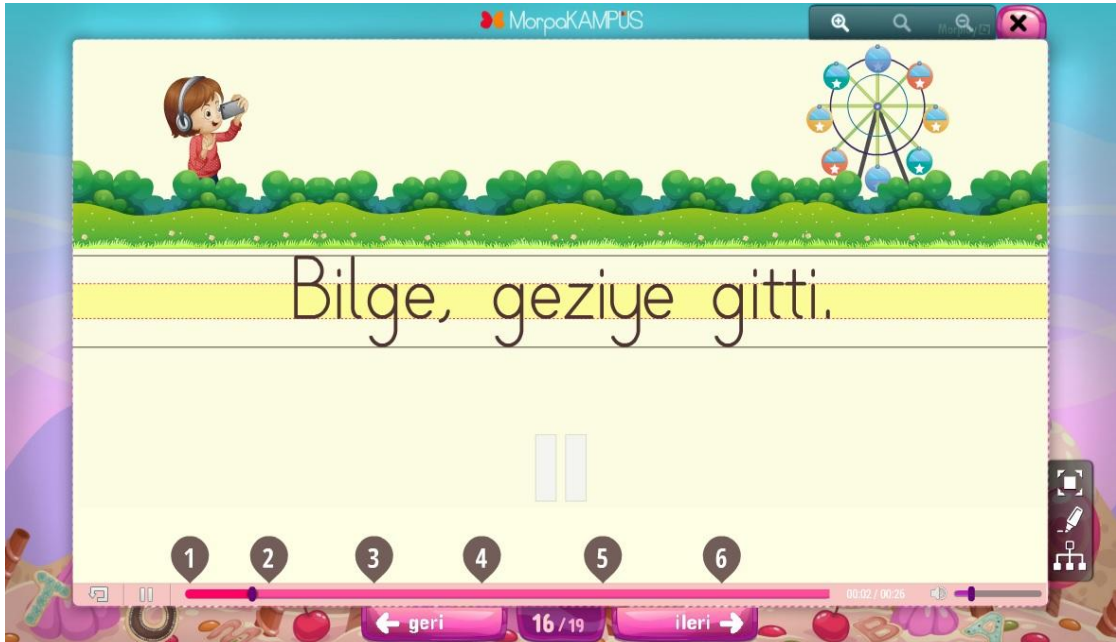 MorpaKAMPÜS
Bilge, geziye gitti.
1 2 3 4 5 6
00:02 / 00:26
geri 16/19 ileri